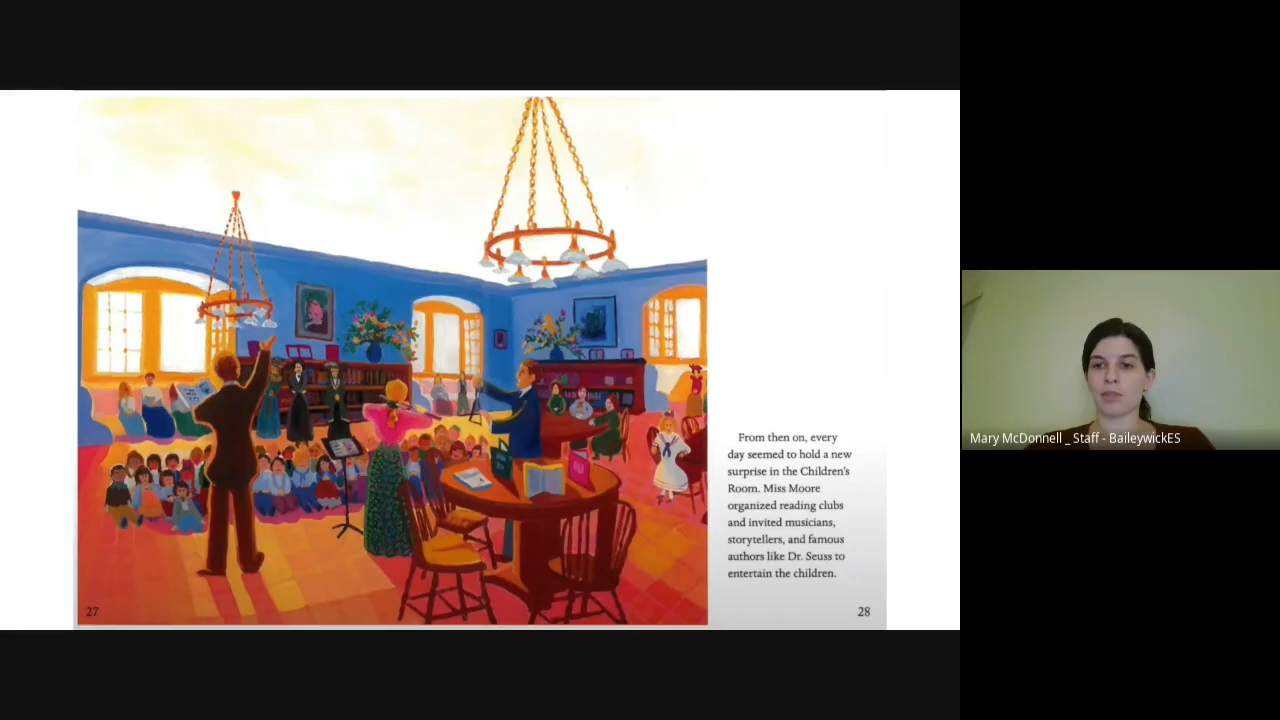 From then on, every
day seemed to hold a new
surprise in the Children's
Room. Miss Moore
organized reading clubs
and invited musicians,
storytellers, and famous
authors like Dr. Seuss to
entertain the children.
27
28
Mary McDonnell _ Staff - BaileywickES